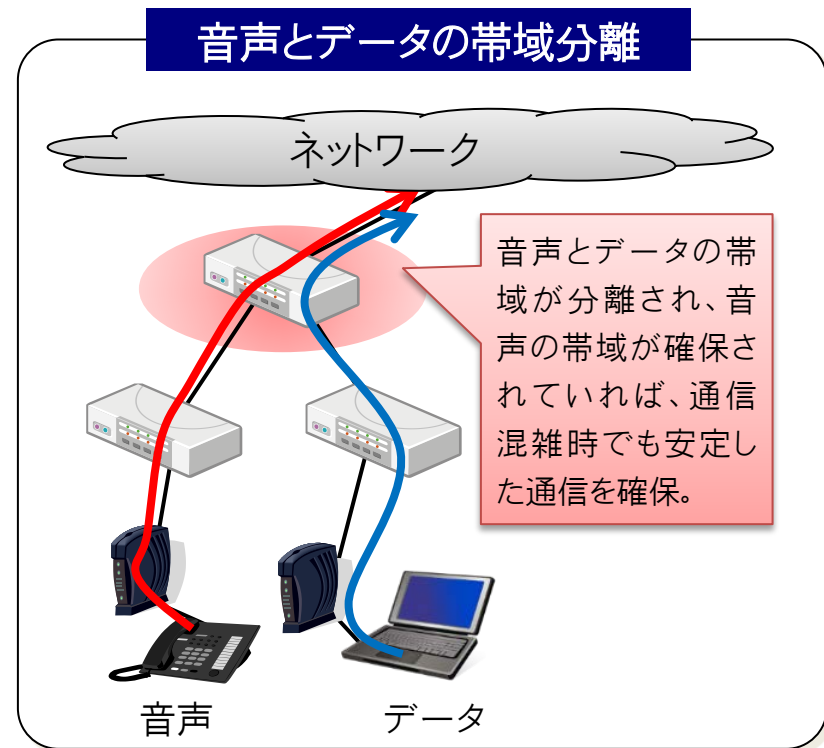 音声とデータの帯域分離
ネットワーク
音声とデータの帯
域が分離され、音
声の帯域が確保さ
れていれば、通信
混雑時でも安定し
た通信を確保。
音声
データ